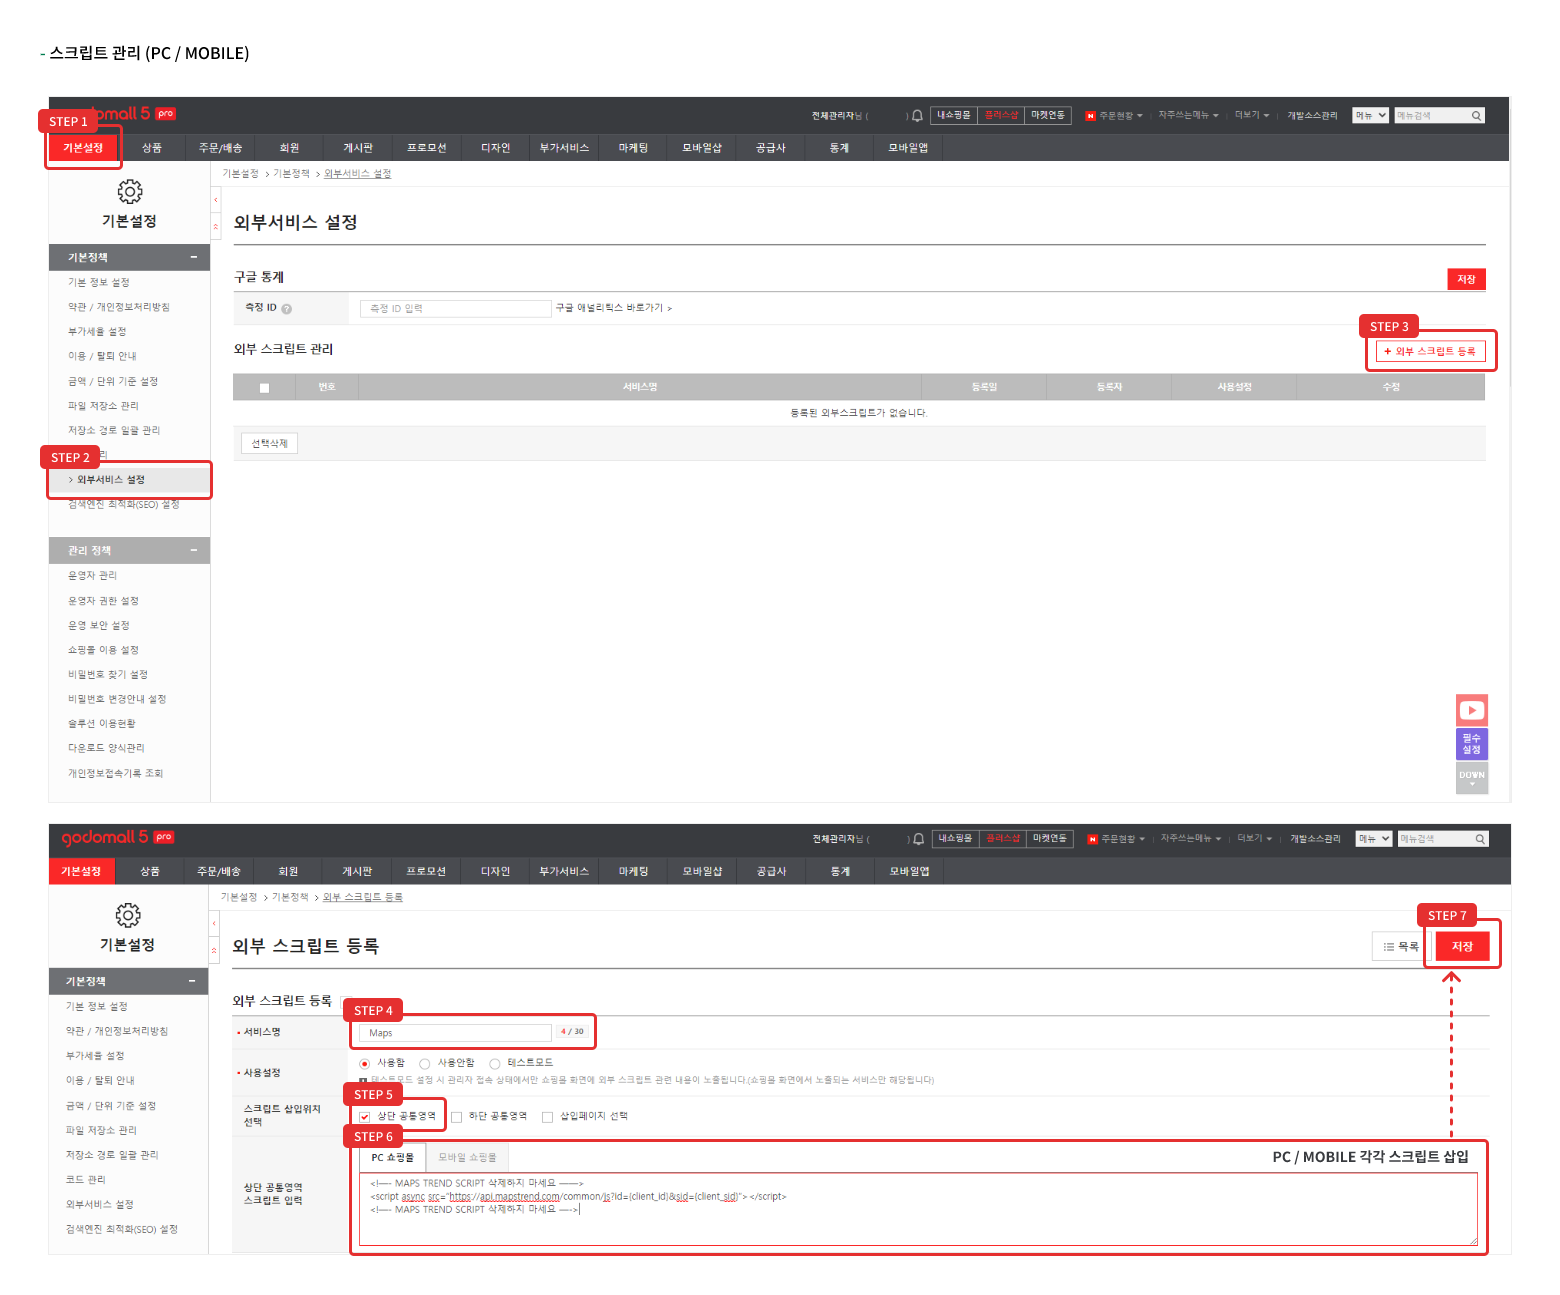 - 스크립트 관리 (PC / MOBILE)
STEP 1
omall 5 pro
전체관리자님 ( )
내쇼핑몰 플러스샵 마켓연동
N 주문현황 자주쓰는메뉴 더보기 개발소스관리
메뉴 메뉴검색
기본설정 상품 주문/배송 회원 게시판 프로모션 디자인 부가서비스 마케팅 모바일샵 공급사 통계 모바일앱
기본설정 > 기본정책 > 외부서비스 설정
기본설정
기본정책
기본 정보 설정
약관 / 개인정보처리방침
부가세율 설정
이용 / 탈퇴 안내
금액 / 단위 기준 설정
파일 저장소 관리
저장소 경로 일괄 관리
리
STEP 2
> 외부서비스 설정
검색엔진 최적화(SEO) 설정
관리 정책
운영자 관리
운영자 권한 설정
운영 보안 설정
쇼핑몰 이용 설정
비밀번호 찾기 설정
비밀번호 변경안내 설정
솔루션 이용현황
다운로드 양식관리
개인정보접속기록 조회
외부서비스 설정
구글 통계
저장
측정 ID ?
측정 ID 입력
구글 애널리틱스 바로가기 >
외부 스크립트 관리
STEP 3
+ 외부 스크립트 등록
번호 서비스명 등록일 등록자 사용설정 수정
등록된 외부스크립트가 없습니다.
선택삭제
필수
설정
DOWN
godomall 5 pro
전체관리자님 ( )
내쇼핑몰 플러스샵 마켓연동
N 주문현황 자주쓰는메뉴 더보기 개발소스관리
메뉴 메뉴검색
기본설정 상품 주문/배송 회원 게시판 프로모션 디자인 부가서비스 마케팅 모바일샵 공급사 통계 모바일앱
기본설정 > 기본정책 > 외부 스크립트 등록
기본설정
기본정책
기본 정보 설정
약관 / 개인정보처리방침
부가세율 설정
이용 / 탈퇴 안내
금액 / 단위 기준 설정
파일 저장소 관리
저장소 경로 일괄 관리
코드 관리
외부서비스 설정
검색엔진 최적화(SEO) 설정
외부 스크립트 등록
STEP 7
목록
저장
외부 스크립트 등록
STEP 4
서비스명
Maps
4 / 30
사용설정
사용함 사용안함 테스트모드
테스트모드 설정 시 관리자 접속 상태에서만 쇼핑몰 화면에 외부 스크립트 관련 내용이 노출됩니다.(쇼핑몰 화면에서 노출되는 서비스만 해당됩니다)
STEP 5
스크립트 삽입위치
선택
상단 공통영역 하단 공통영역 삽입페이지 선택
STEP 6
PC 쇼핑몰 모바일 쇼핑몰
PC / MOBILE 각각 스크립트 삽입
상단 공통영역
스크립트 입력
<!—- MAPS TREND SCRIPT 삭제하지 마세요 ——>
<script async src="https://api.mapstrend.com/common/js?id={client_id}&sid={client_sid}"> </script>
<!—- MAPS TREND SCRIPT 삭제하지 마세요 —->